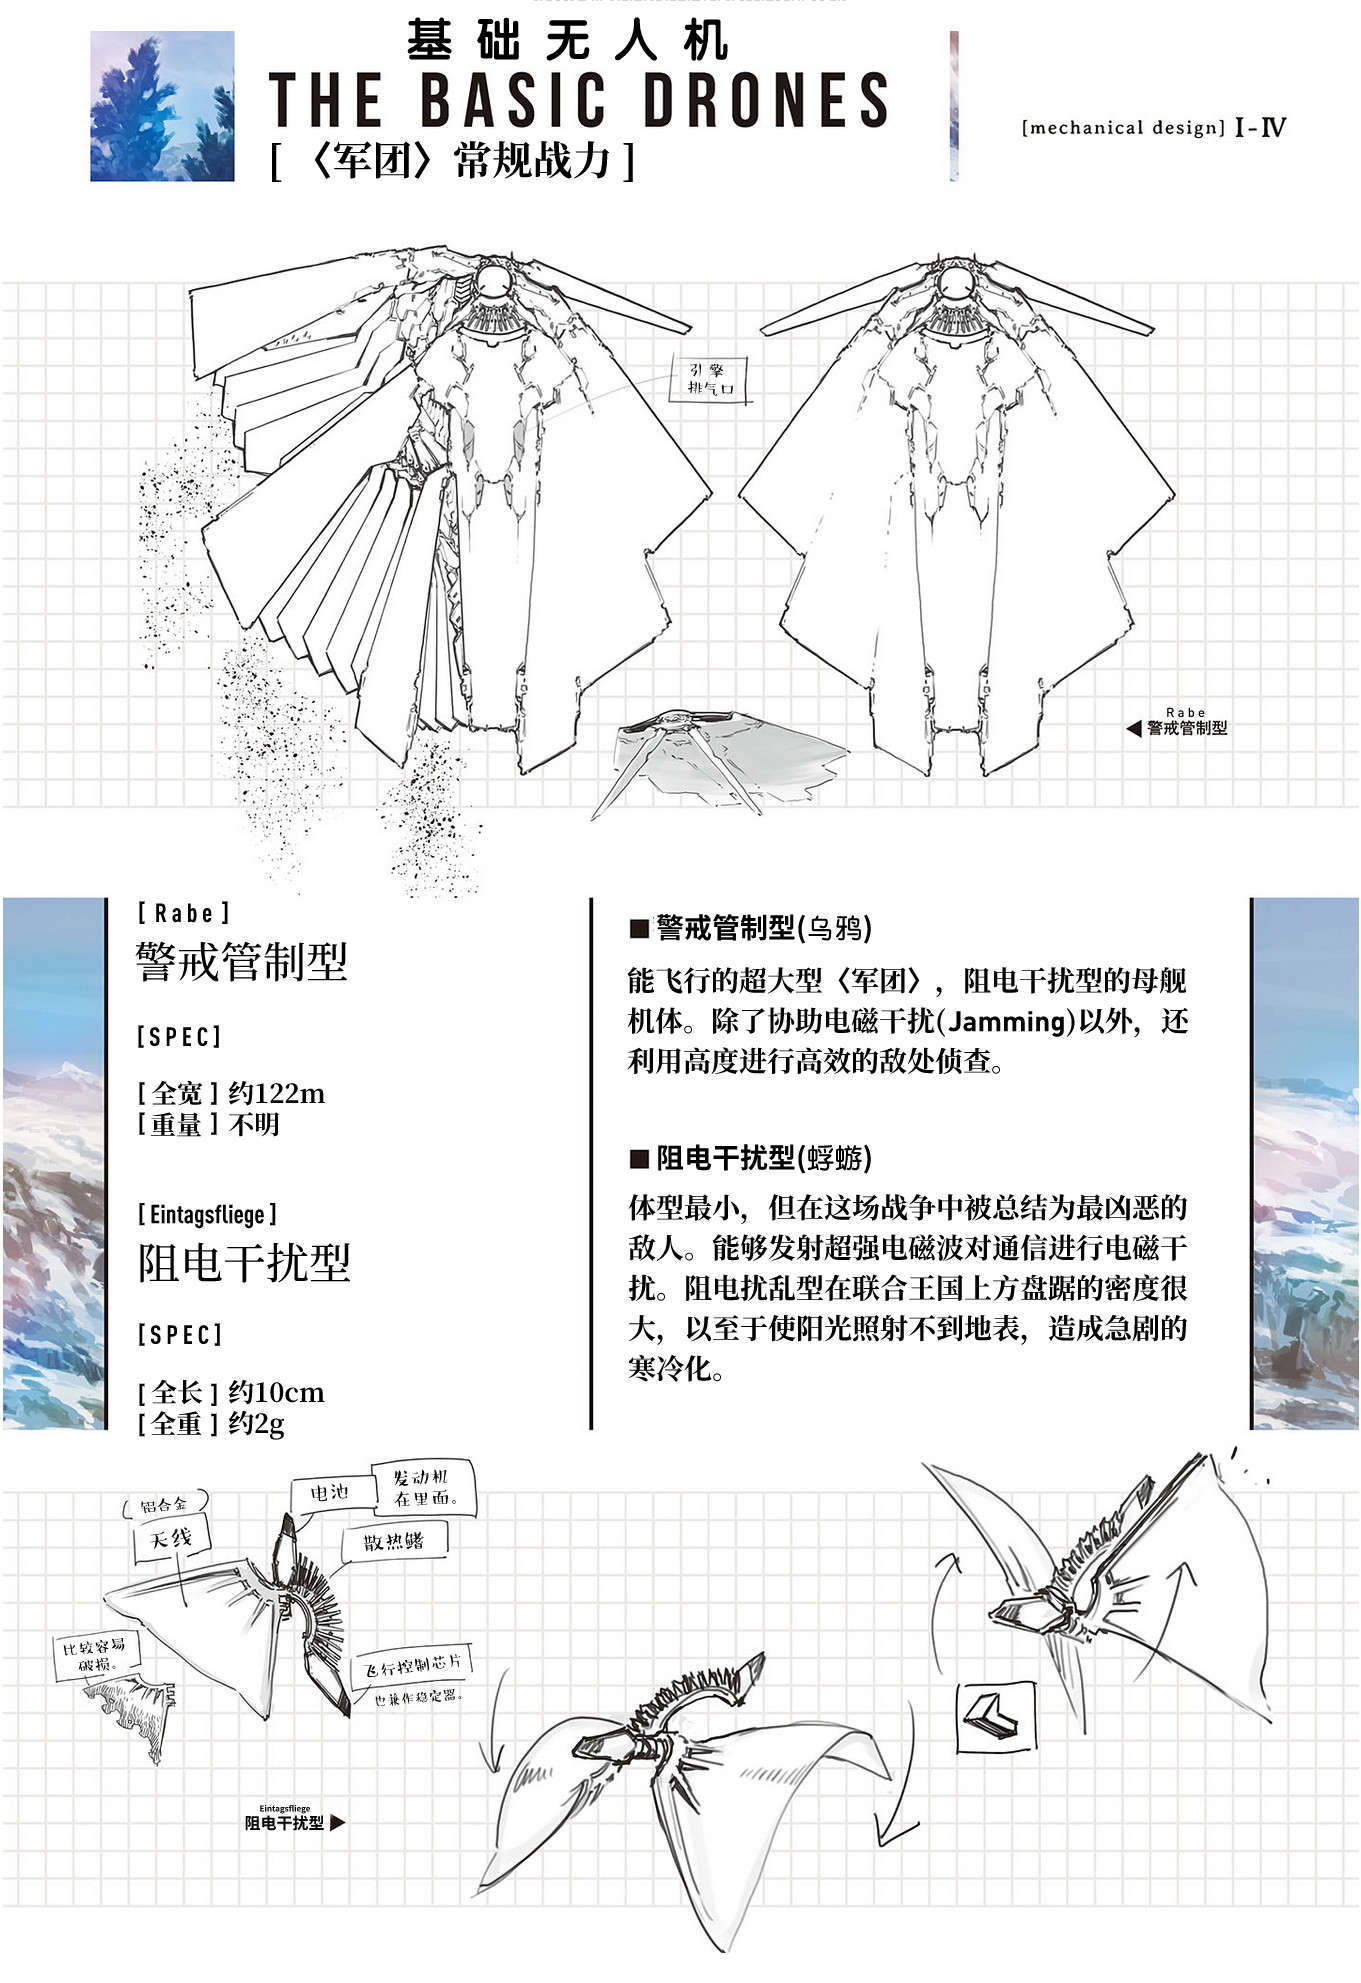 基础无人机
THE BASIC DRONES
[〈军团〉常规战力]
[mechanical design] I-IV
引擎
排气口
Rabe
◀警戒管制型
[Rabe]
警戒管制型
[SPEC]
[全宽]约122m
[重量]不明
[Eintagsfliege]
阻电干扰型
[SPEC]
[全长]约10cm
[全重]约2g
■警戒管制型(乌鸦)
能飞行的超大型〈军团〉，阻电干扰型的母舰
机体。除了协助电磁干扰(Jamming)以外，还
利用高度进行高效的敌处侦查。
■阻电干扰型(蜉蝣)
体型最小，但在这场战争中被总结为最凶恶的
敌人。能够发射超强电磁波对通信进行电磁干
扰。阻电扰乱型在联合王国上方盘踞的密度很
大，以至于使阳光照射不到地表，造成急剧的
寒冷化。
铝合金
天线
电池
发动机
在里面。
散热鳍
比较容易
破损。
飞行控制芯片
也兼作稳定器。
Eintagsfliege
阻电干扰型▶